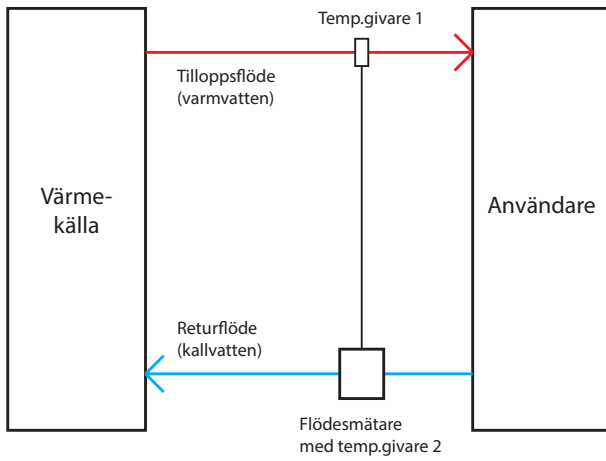 Temp.givare 1
Tilloppsflöde
(varmvatten)
Värme-
källa
Användare
Returflöde
(kallvatten)
Flödesmätare
med temp.givare 2